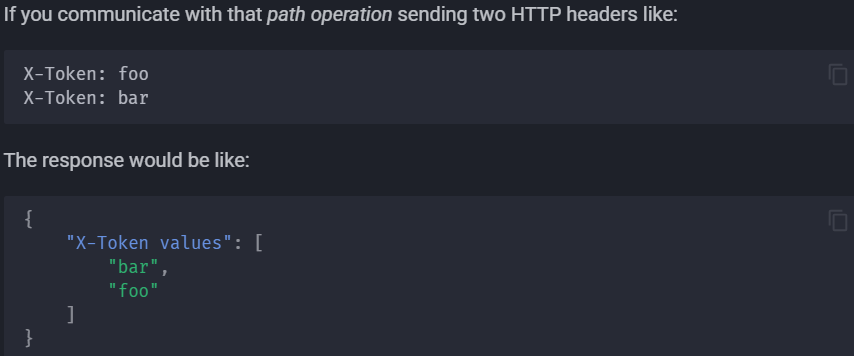 If you communicate with that path operation sending two HTTP headers like:
X-Token: foo
X-Token: bar
The response would be like:
{
    "X-Token values": [
        "bar",
        "foo"
    ]
}